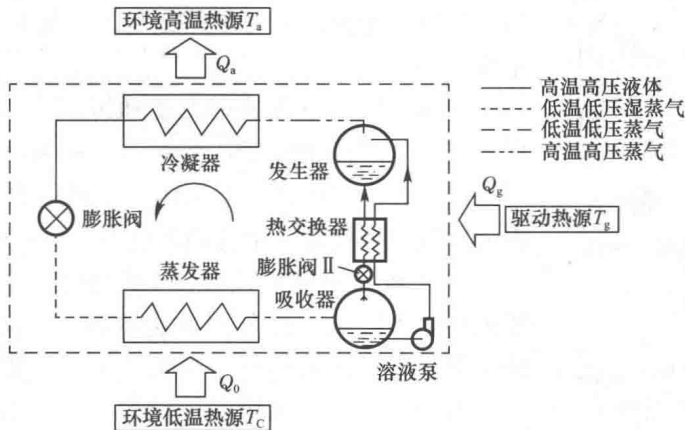 环境高温热源Ta
Qa
高温高压液体
低温低压湿蒸气
低温低压蒸气
高温高压蒸气
冷凝器
发生器
Qg
膨胀阀
热交换器
驱动热源Tg
蒸发器
膨胀阀Ⅱ
吸收器
溶液泵
Q0
环境低温热源TC